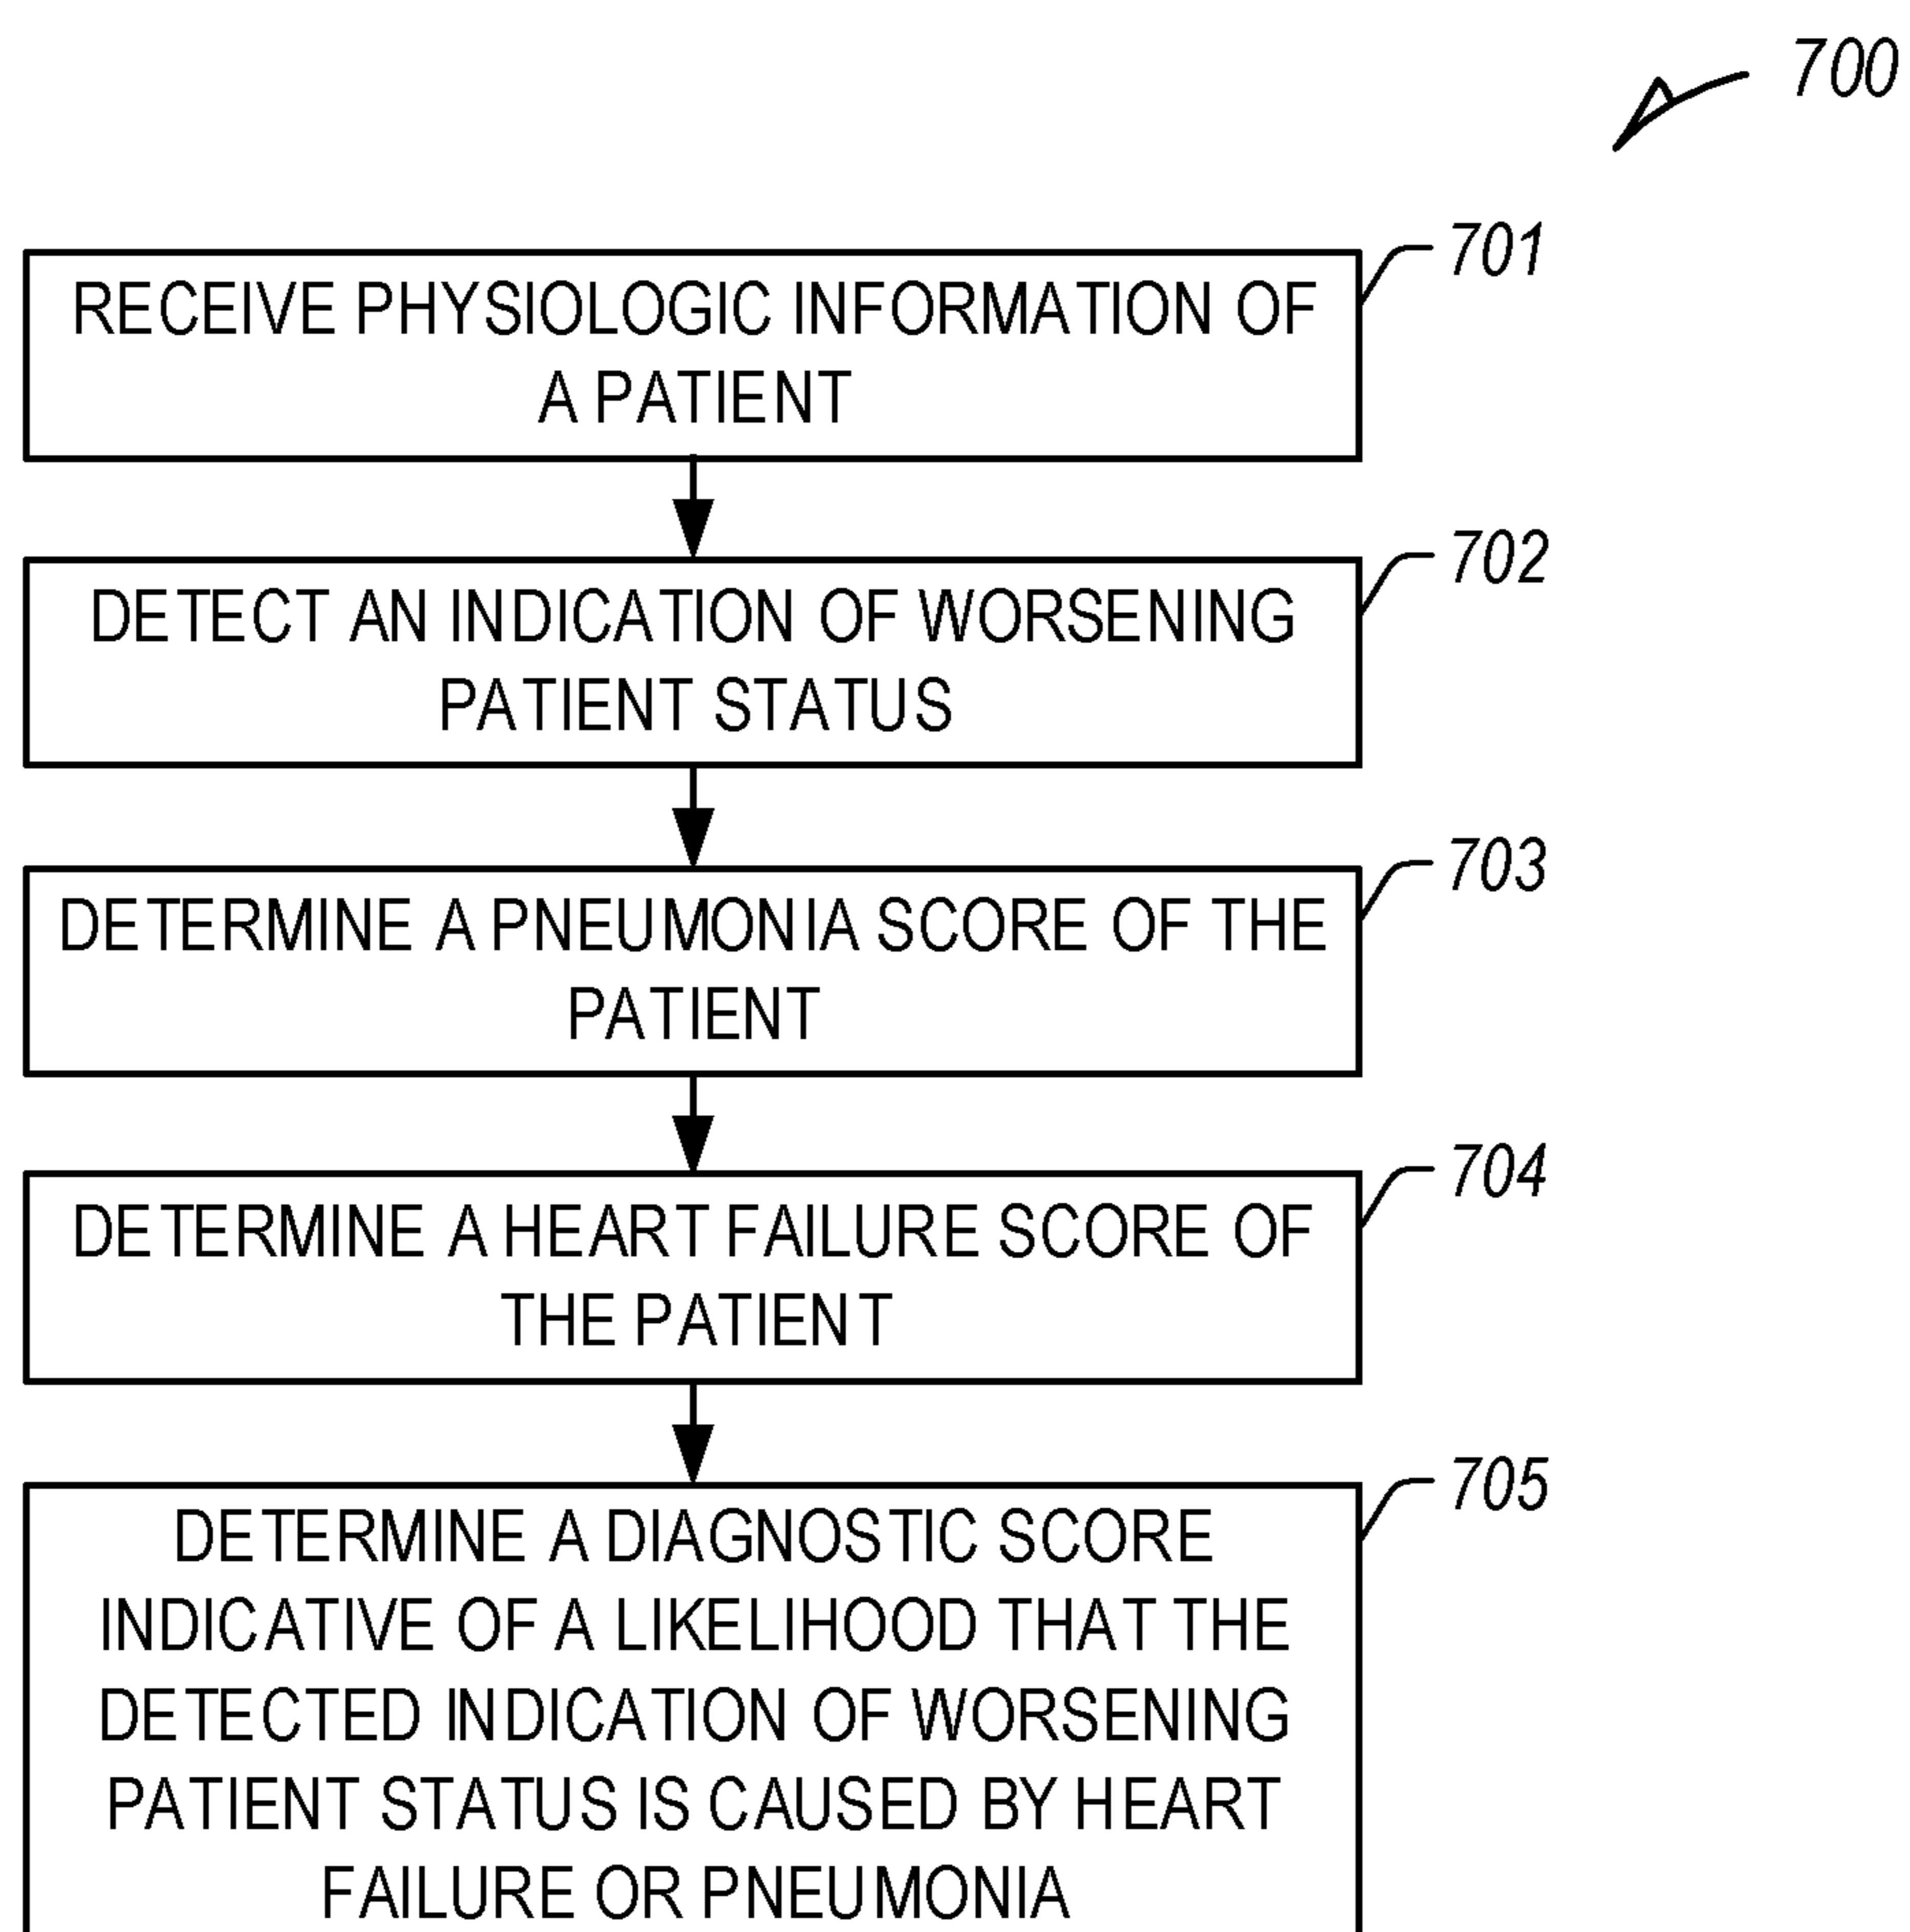 700
701
RECEIVE PHYSIOLOGIC INFORMATION OF
A PATIENT
702
DETECT AN INDICATION OF WORSENING
PATIENT STATUS
703
DETERMINE A PNEUMONIA SCORE OF THE
PATIENT
704
DETERMINE A HEART FAILURE SCORE OF
THE PATIENT
705
DETERMINE A DIAGNOSTIC SCORE
INDICATIVE OF A LIKELIHOOD THAT THE
DETECTED INDICATION OF WORSENING
PATIENT STATUS IS CAUSED BY HEART
FAILURE OR PNEUMONIA